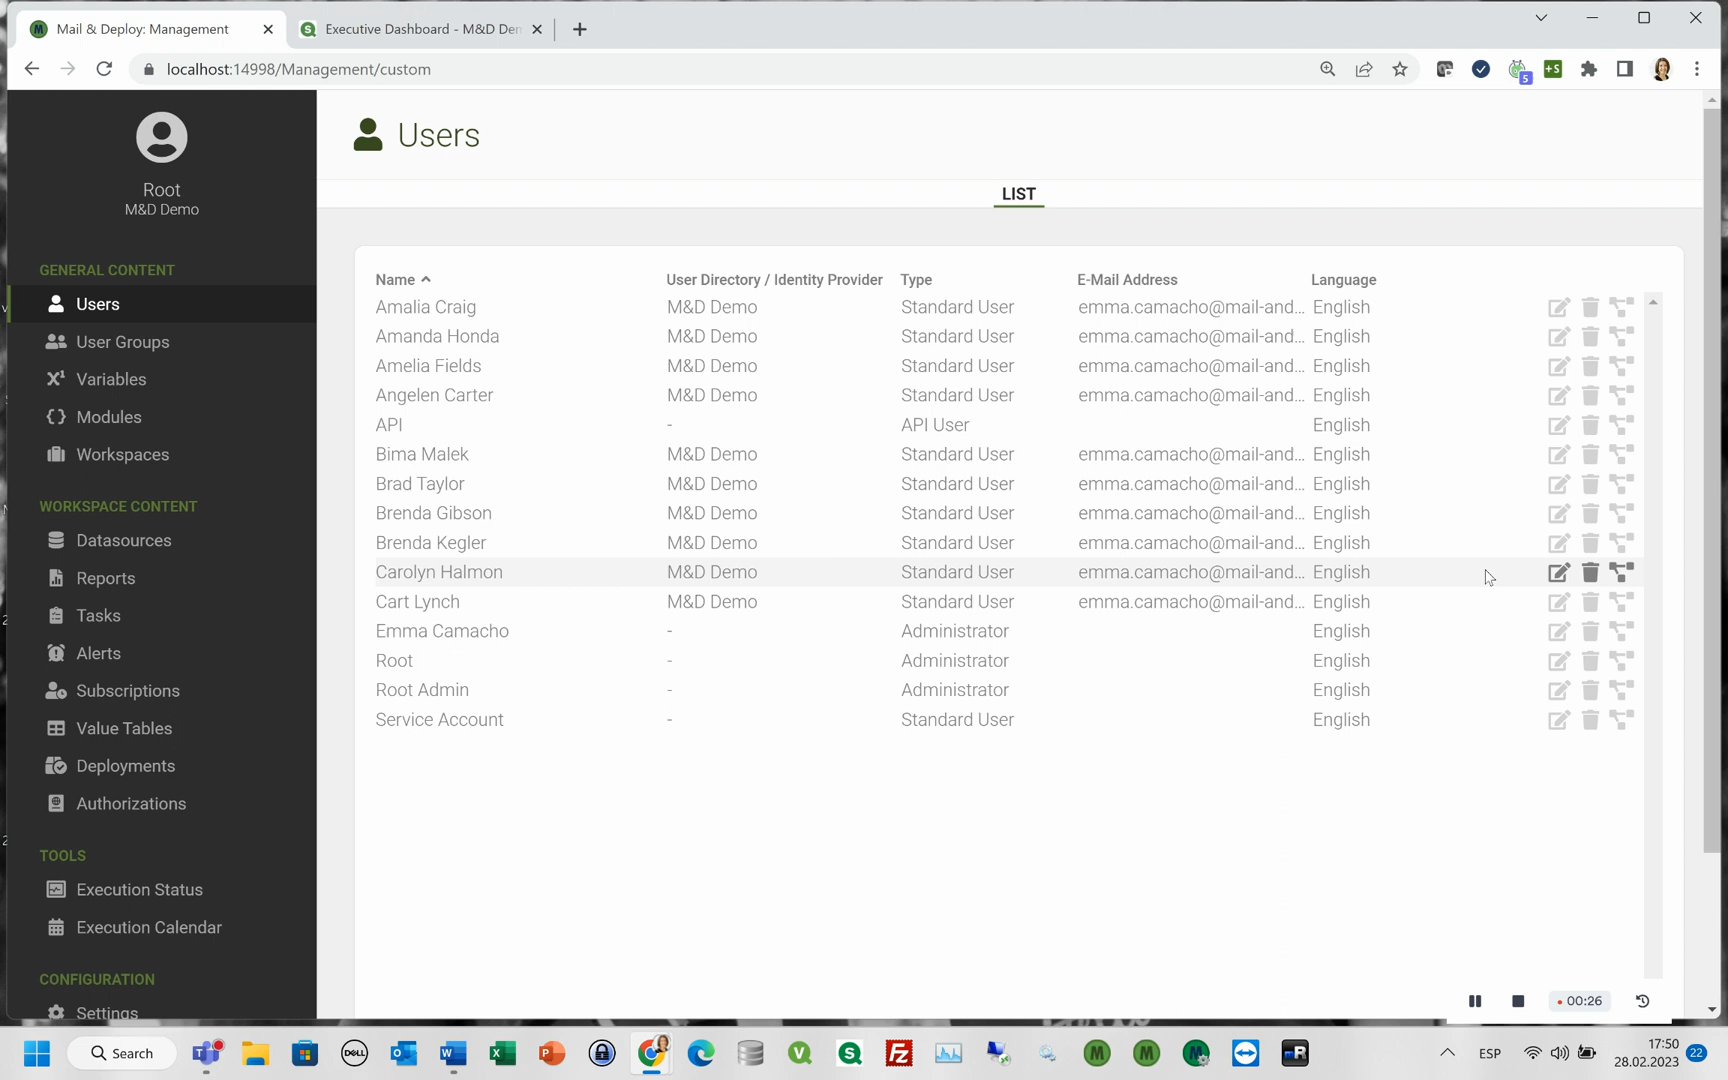 Mail & Deploy: Management
Executive Dashboard - M&D Den
localhost:14998/Management/custom
5
+S
Root
M&D Demo
Users
LIST
GENERAL CONTENT
Users
User Groups
Variables
Modules
Workspaces
WORKSPACE CONTENT
Datasources
Reports
Tasks
Alerts
Subscriptions
Value Tables
Deployments
Authorizations
TOOLS
Execution Status
Execution Calendar
CONFIGURATION
Settings
Name User Directory / Identity Provider Type E-Mail Address Language
Amalia Craig M&D Demo Standard User emma.camacho@mail-and... English
Amanda Honda M&D Demo Standard User emma.camacho@mail-and... English
Amelia Fields M&D Demo Standard User emma.camacho@mail-and... English
Angelen Carter M&D Demo Standard User emma.camacho@mail-and... English
API - API User English
Bima Malek M&D Demo Standard User emma.camacho@mail-and... English
Brad Taylor M&D Demo Standard User emma.camacho@mail-and... English
Brenda Gibson M&D Demo Standard User emma.camacho@mail-and... English
Brenda Kegler M&D Demo Standard User emma.camacho@mail-and... English
Carolyn Halmon M&D Demo Standard User emma.camacho@mail-and... English
Cart Lynch M&D Demo Standard User emma.camacho@mail-and... English
Emma Camacho - Administrator English
Root - Administrator English
Root Admin - Administrator English
Service Account - Standard User English
00:26
Search
DELL
ESP
17:50
28.02.2023
22